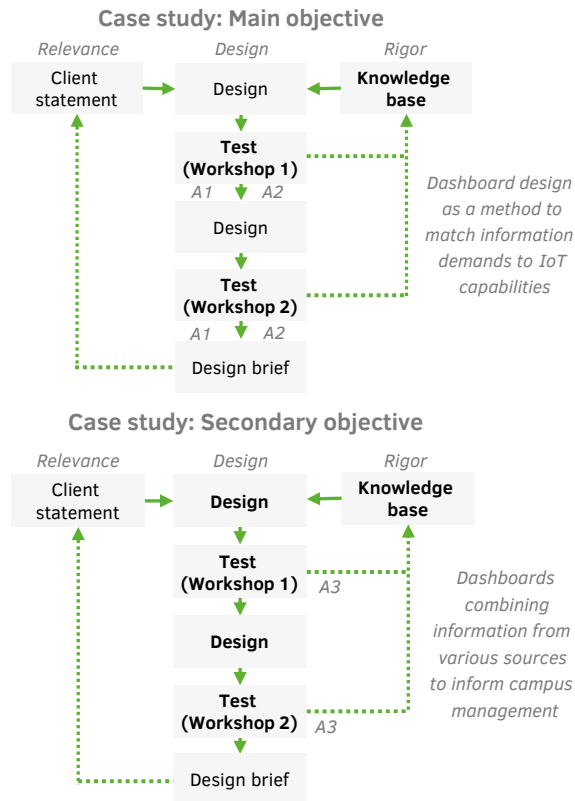 Case study: Main objective
Relevance
Design
Rigor
Client
statement
Design
Knowledge
base
Test
(Workshop 1)
A1
A2
Design
Dashboard design
as a method to
match information
demands to IoT
capabilities
Test
(Workshop 2)
A1
A2
Design brief
Case study: Secondary objective
Relevance
Design
Rigor
Client
statement
Design
Knowledge
base
Test
(Workshop 1)
A3
Design
Dashboards
combining
information from
various sources
to inform campus
management
Test
(Workshop 2)
A3
Design brief